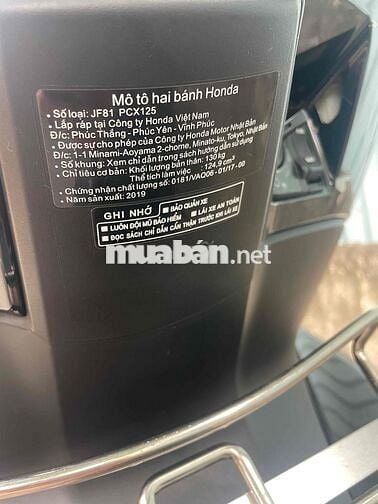 Mô tô hai bánh Honda
Số loại: JF81 PCX125
Lắp ráp tại Công ty Honda Việt Nam
Đ/c: Phúc Thắng - Phúc Yên - Vĩnh Phúc
Được sự cho phép của Công ty Honda Motor Nhật Bản
Đ/c: 1-1 Minami-Aoyama 2-chome, Minato-ku, Tokyo, Nhật Bản
Số khung: Xem chỉ dẫn trong sách hướng dẫn sử dụng
Chỉ tiêu cơ bản: Khối lượng bản thân: 130 kg
Thể tích làm việc : 124,9 cm³
Chứng nhận chất lượng số: 0181/VAQ06-01/17-00
Năm sản xuất: 2019
GHI NHỚ
BẢO QUẢN XE
LUÔN ĐỘI MŨ BẢO HIỂM
LÁI XE AN TOÀN
ĐỌC SÁCH CHỈ DẪN CẨN THẬN TRƯỚC KHI LÁI XE
muabán.net